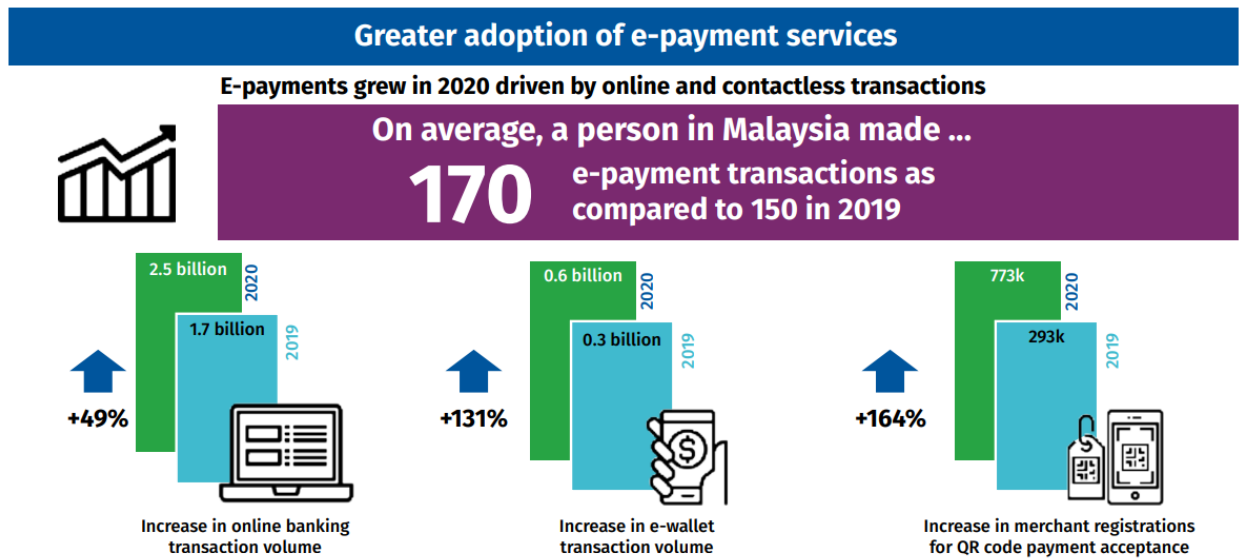 Greater adoption of e-payment services
E-payments grew in 2020 driven by online and contactless transactions
On average, a person in Malaysia made ...
170
e-payment transactions as
compared to 150 in 2019
2.5 billion
2020
1.7 billion
2019
+49%
Increase in online banking
transaction volume
0.6 billion
2020
0.3 billion
2019
+131%
$
Increase in e-wallet
transaction volume
773k
2020
293k
2019
+164%
Increase in merchant registrations
for QR code payment acceptance